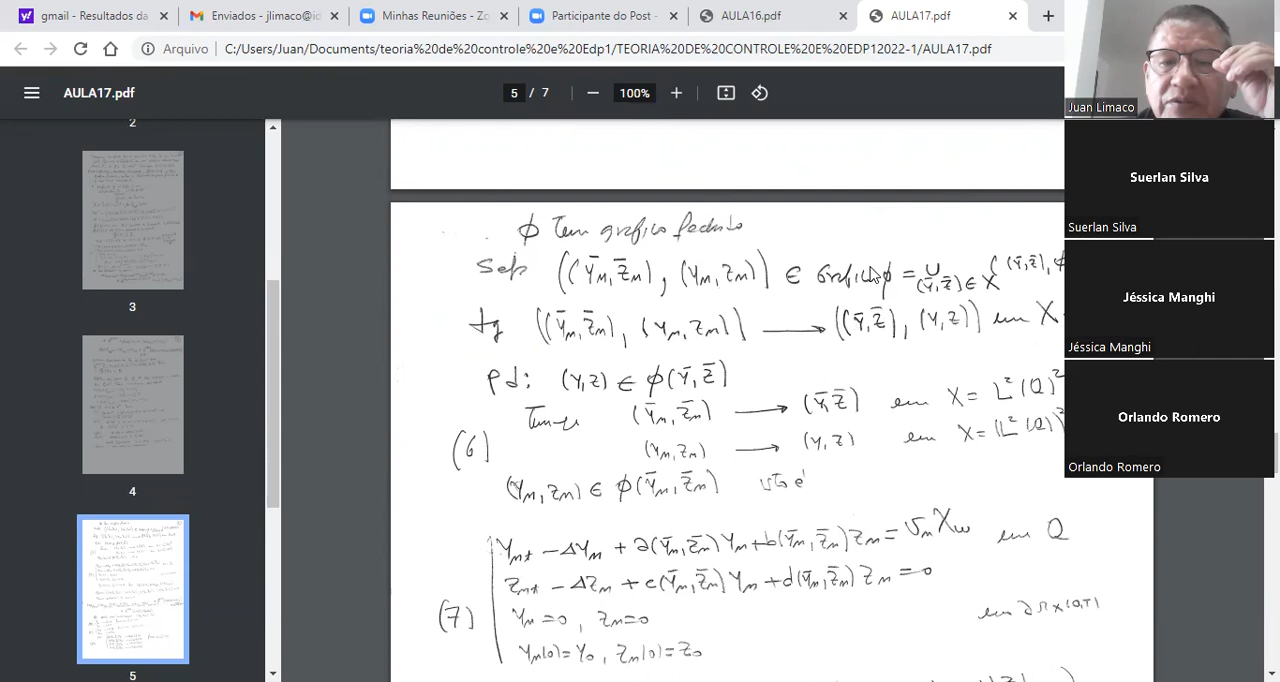 gmail - Resultados da
Enviados - jlimaco@id
Minhas Reuniões - Zo
Participante do Post -
AULA16.pdf
AULA17.pdf
Arquivo
C:/Users/Juan/Documents/teoria%20de%20controle%20e%20Edp1/TEORIA%20DE%20CONTROLE%20E%20EDP12022-1/AULA17.pdf
AULA17.pdf
5 / 7
100%
2
3
4
5
Juan Limaco
Suerlan Silva
Suerlan Silva
Jéssica Manghi
Jéssica Manghi
Orlando Romero
Orlando Romero
ϕ Tem gráfico fechado
Seja ((ȳₘ, z̄ₘ), (yₘ, zₘ)) ∈ Gráfico ϕ = ∪_{(ȳ,z̄) ∈ X} ((ȳ,z̄), ϕ
tq ((ȳₘ, z̄ₘ), (yₘ, zₘ)) ⟶ ((ȳ, z̄), (y, z)) em X
pd: (y,z) ∈ ϕ(ȳ, z̄)
(ȳₘ, z̄ₘ) ⟶ (ȳ, z̄) em X = L²(Q)²
(6) (yₘ, zₘ) ⟶ (y, z) em X = (L²(Q))²
(yₘ, zₘ) ∈ ϕ(ȳₘ, z̄ₘ) isto é
yₘₜ − Δyₘ + a(ȳₘ, z̄ₘ) yₘ + b(ȳₘ, z̄ₘ) zₘ = vₘ χ_ω em Q
zₘₜ − Δzₘ + c(ȳₘ, z̄ₘ) yₘ + d(ȳₘ, z̄ₘ) zₘ = 0
(7) yₘ = 0, zₘ = 0 em ∂Ω×(0,T)
yₘ(0) = y₀, zₘ(0) = z₀